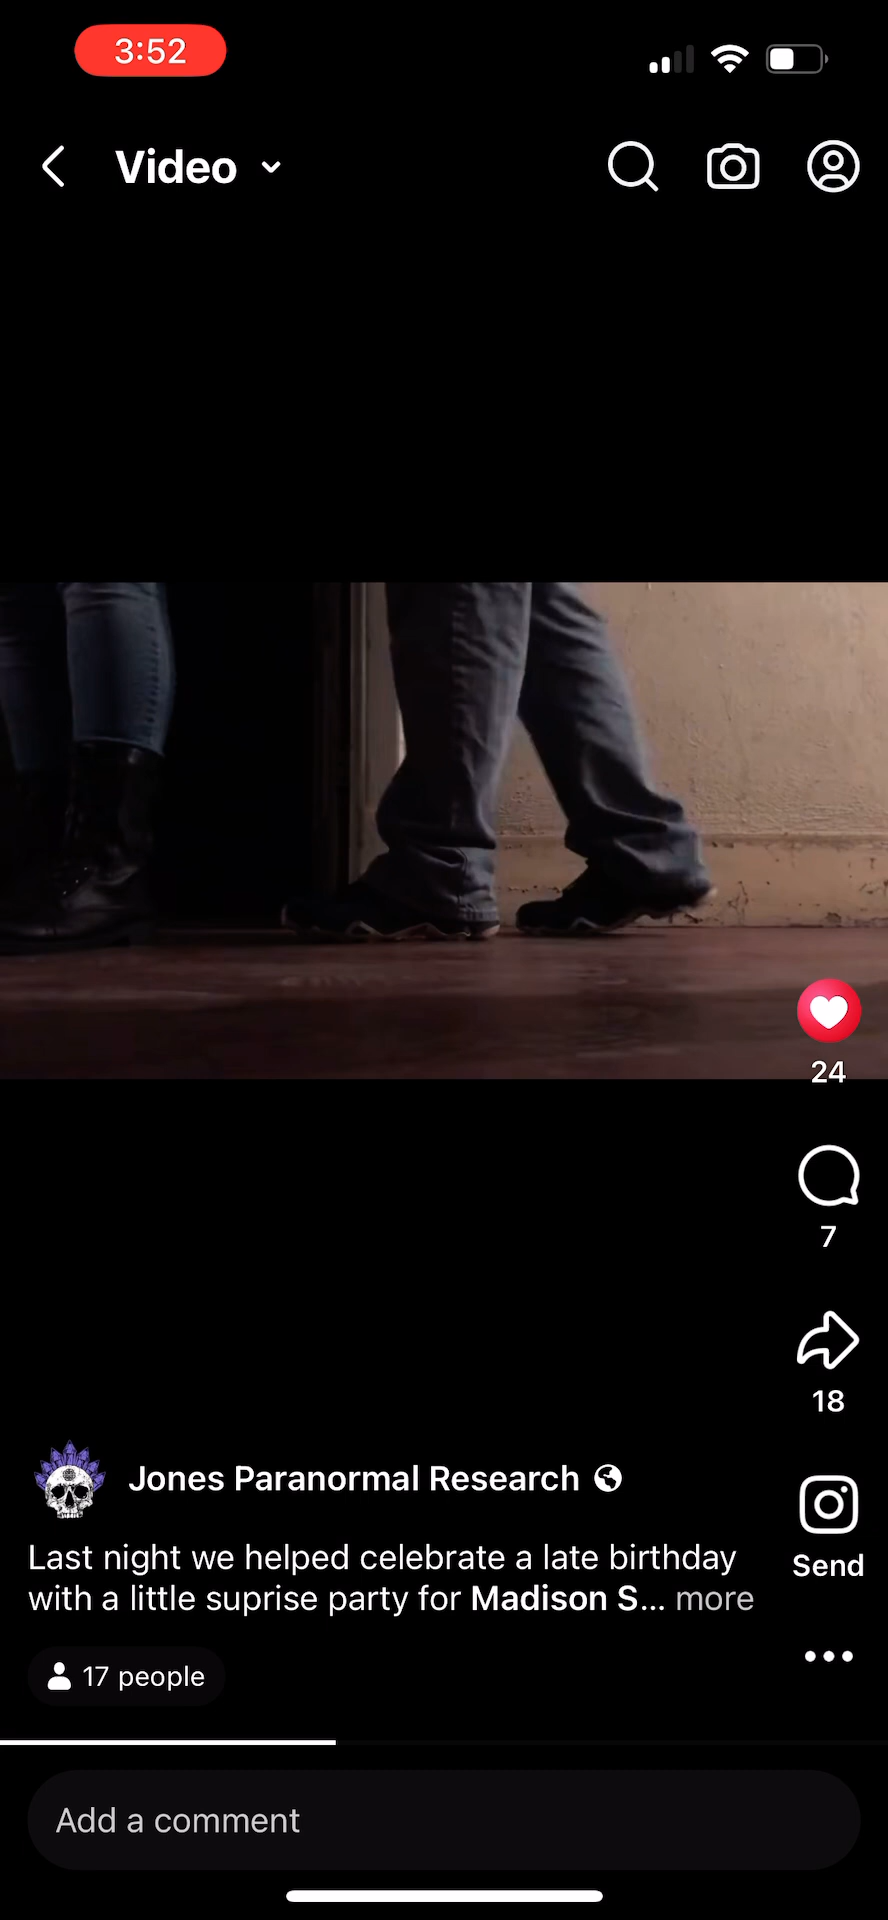 3:52
Video
24
7
18
Jones Paranormal Research
Last night we helped celebrate a late birthday
with a little suprise party for Madison S... more
Send
17 people
Add a comment